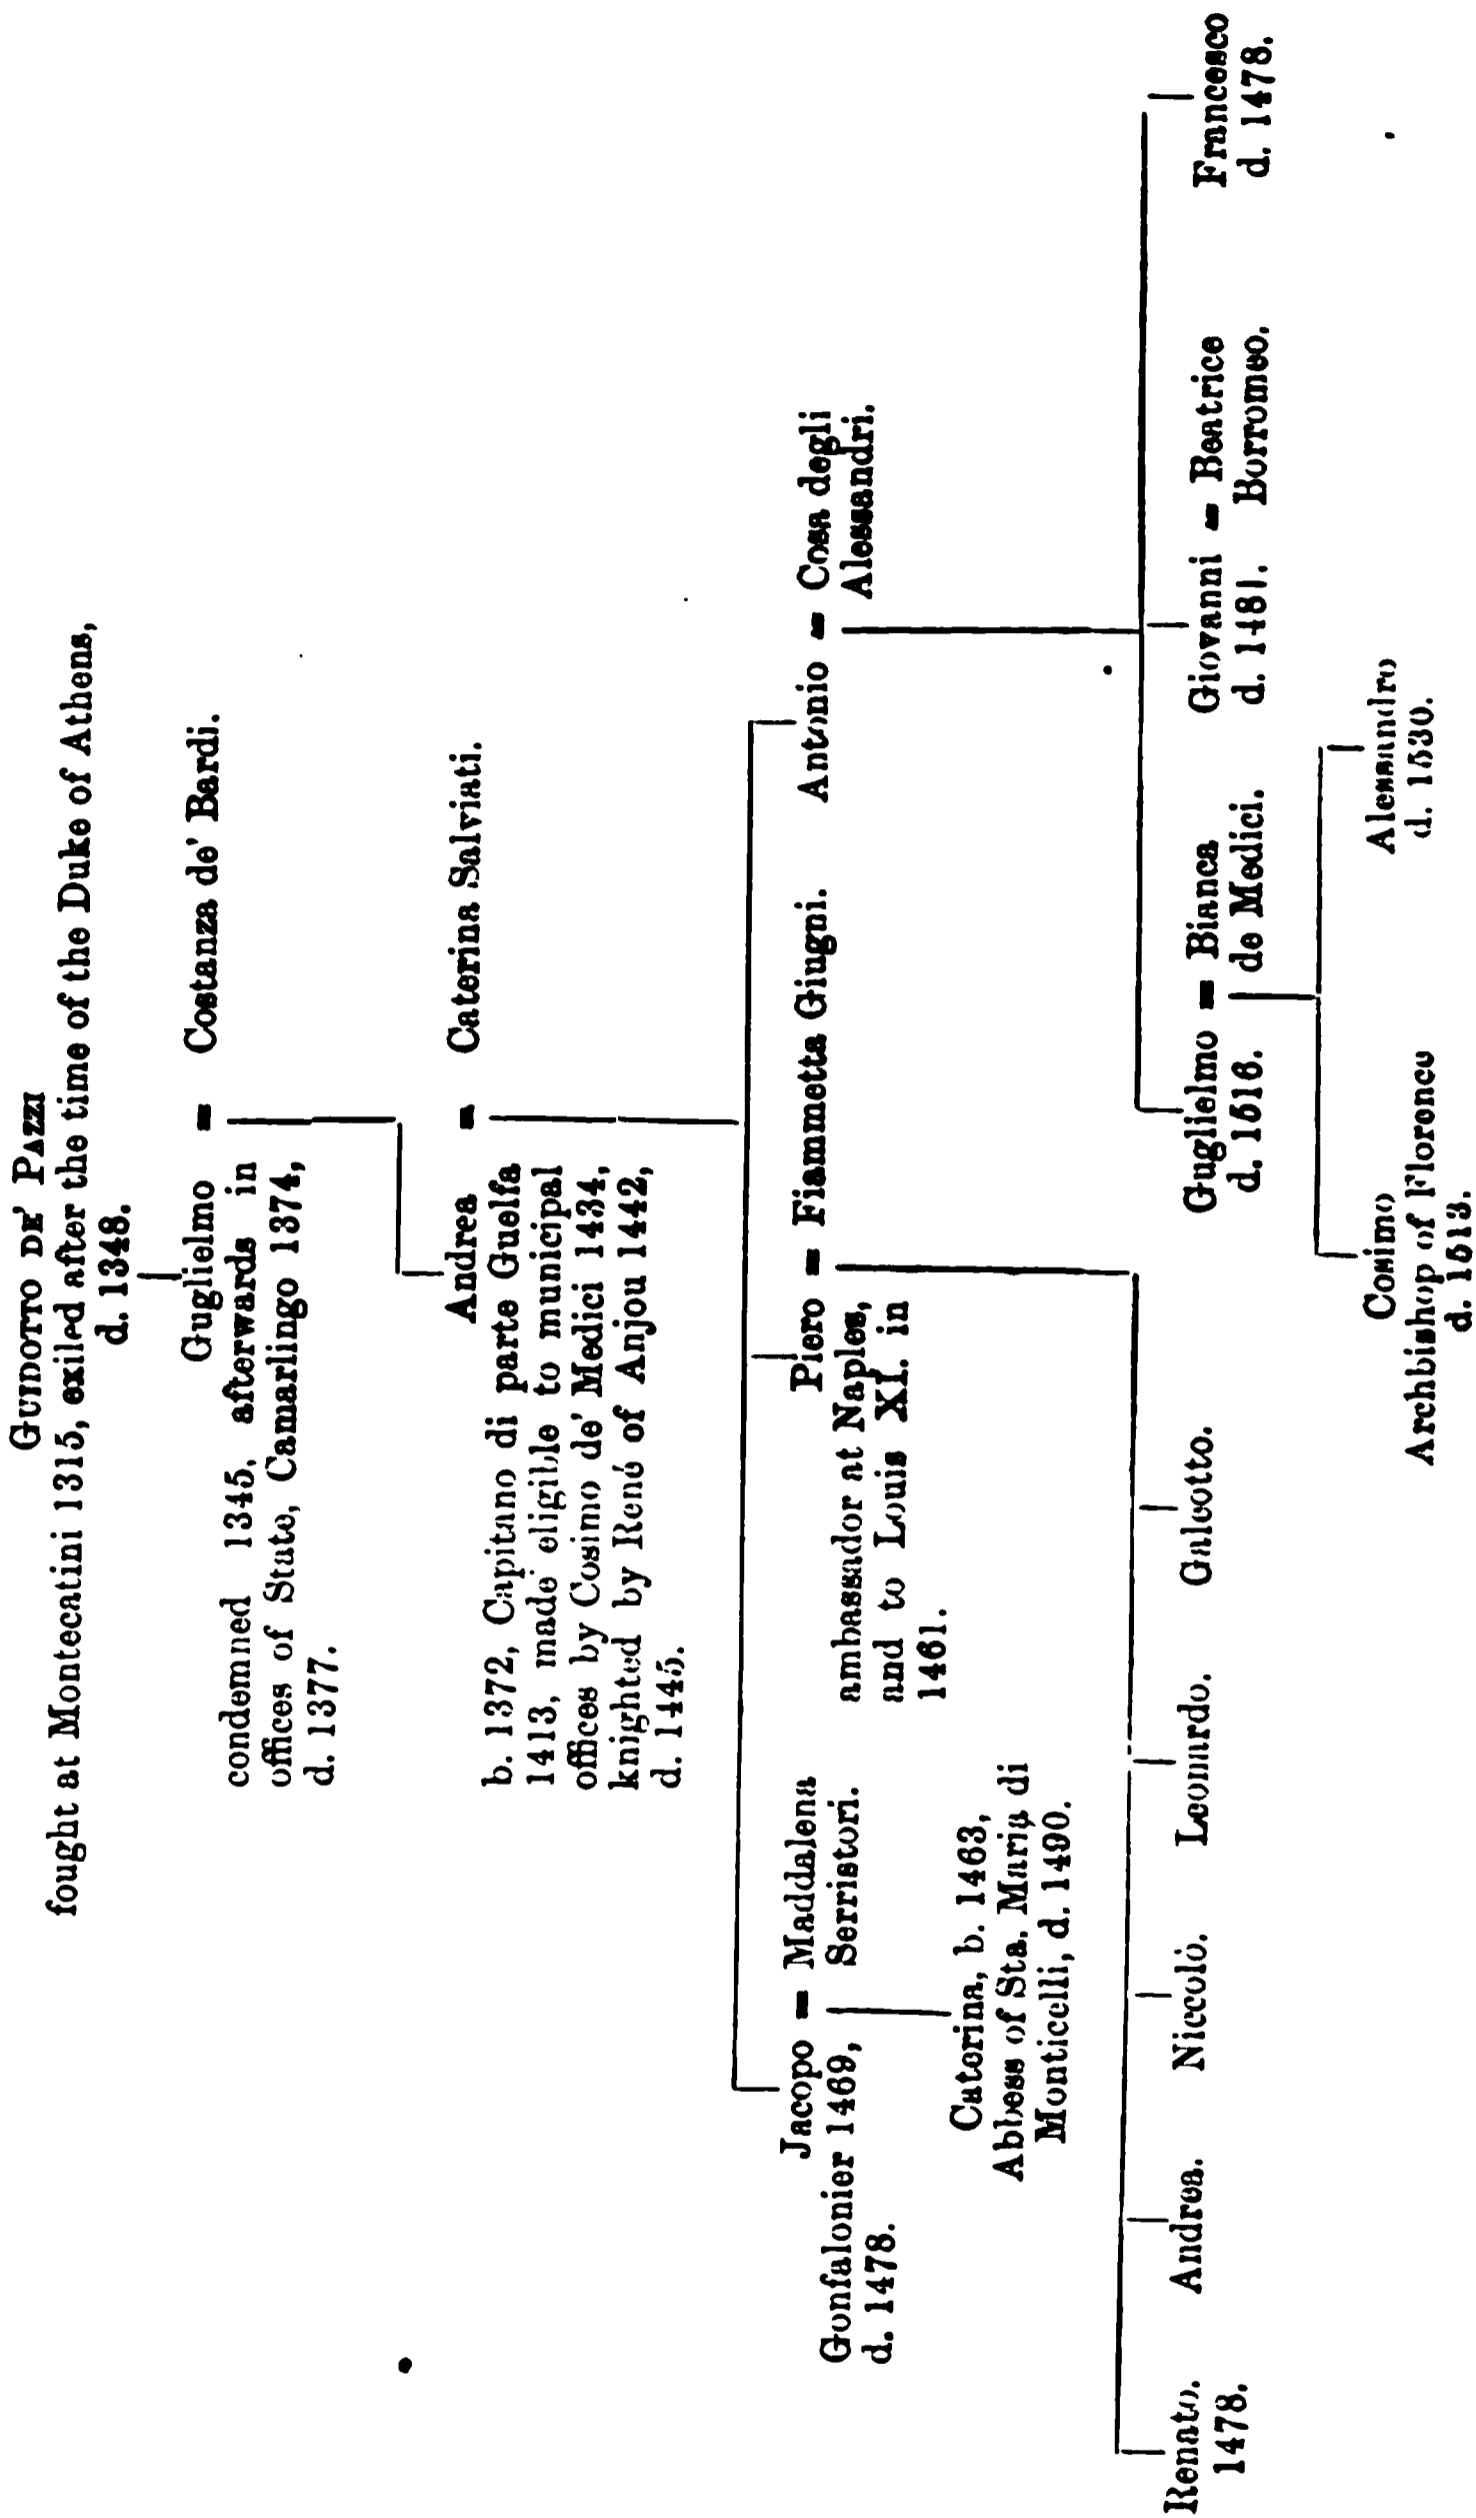 GUIDOTTO DE' PAZZI
fought at Montecatini 1315, exiled after the time of the Duke of Athens,
d. 1348.
Guglielmo = Costanza de' Bardi.
condemned 1345, afterwards in
offices of State, Camarlingo 1374,
d. 1377.
Andrea = Caterina Salviati.
b. 1372, Capitano di parte Guelfa
1413, made eligible to municipal
offices by Cosimo de' Medici 1434,
knighted by René of Anjou 1442,
d. 1445.
Jacopo = Maddalena
Serristori.
Gonfalonier 1469,
d. 1478.
Caterina, b. 1463,
Abbess of Sta. Maria di
Monticelli, d. 1490.
Piero = Fiammetta Giugni.
ambassador at Naples,
and to Louis XI. in
1461.
Antonio = Cosa degli
Alessandri.
Renato.
1478.
Andrea.
Niccolo.
Leonardo.
Galeotto.
Guglielmo = Bianca
d. 1516. de Medici.
Giovanni = Beatrice
d. 1481. Borromeo.
Francesco
d. 1478.
Cosimo
Archbishop of Florence
d. 1513.
Alessandro
d. 1530.